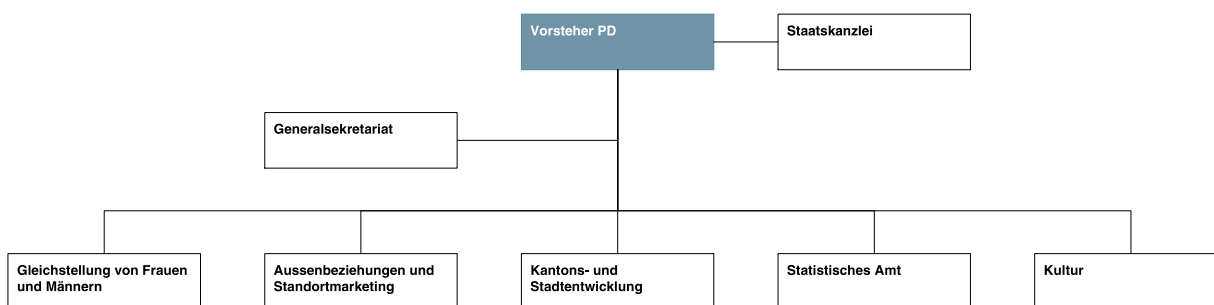 Vorsteher PD
Staatskanzlei
Generalsekretariat
Gleichstellung von Frauen
und Männern
Aussenbeziehungen und
Standortmarketing
Kantons- und
Stadtentwicklung
Statistisches Amt
Kultur